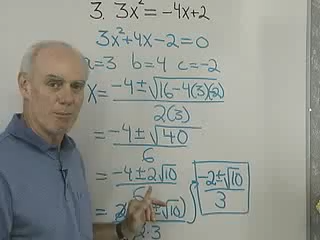 3. 3x² = -4x+2
3x²+4x-2=0
a=3 b=4 c=-2
x = (-4±√(16-4(3)(-2)))/(2(3))
= (-4±√40)/6
= (-4±2√10)/6
= (-2±√10)/3